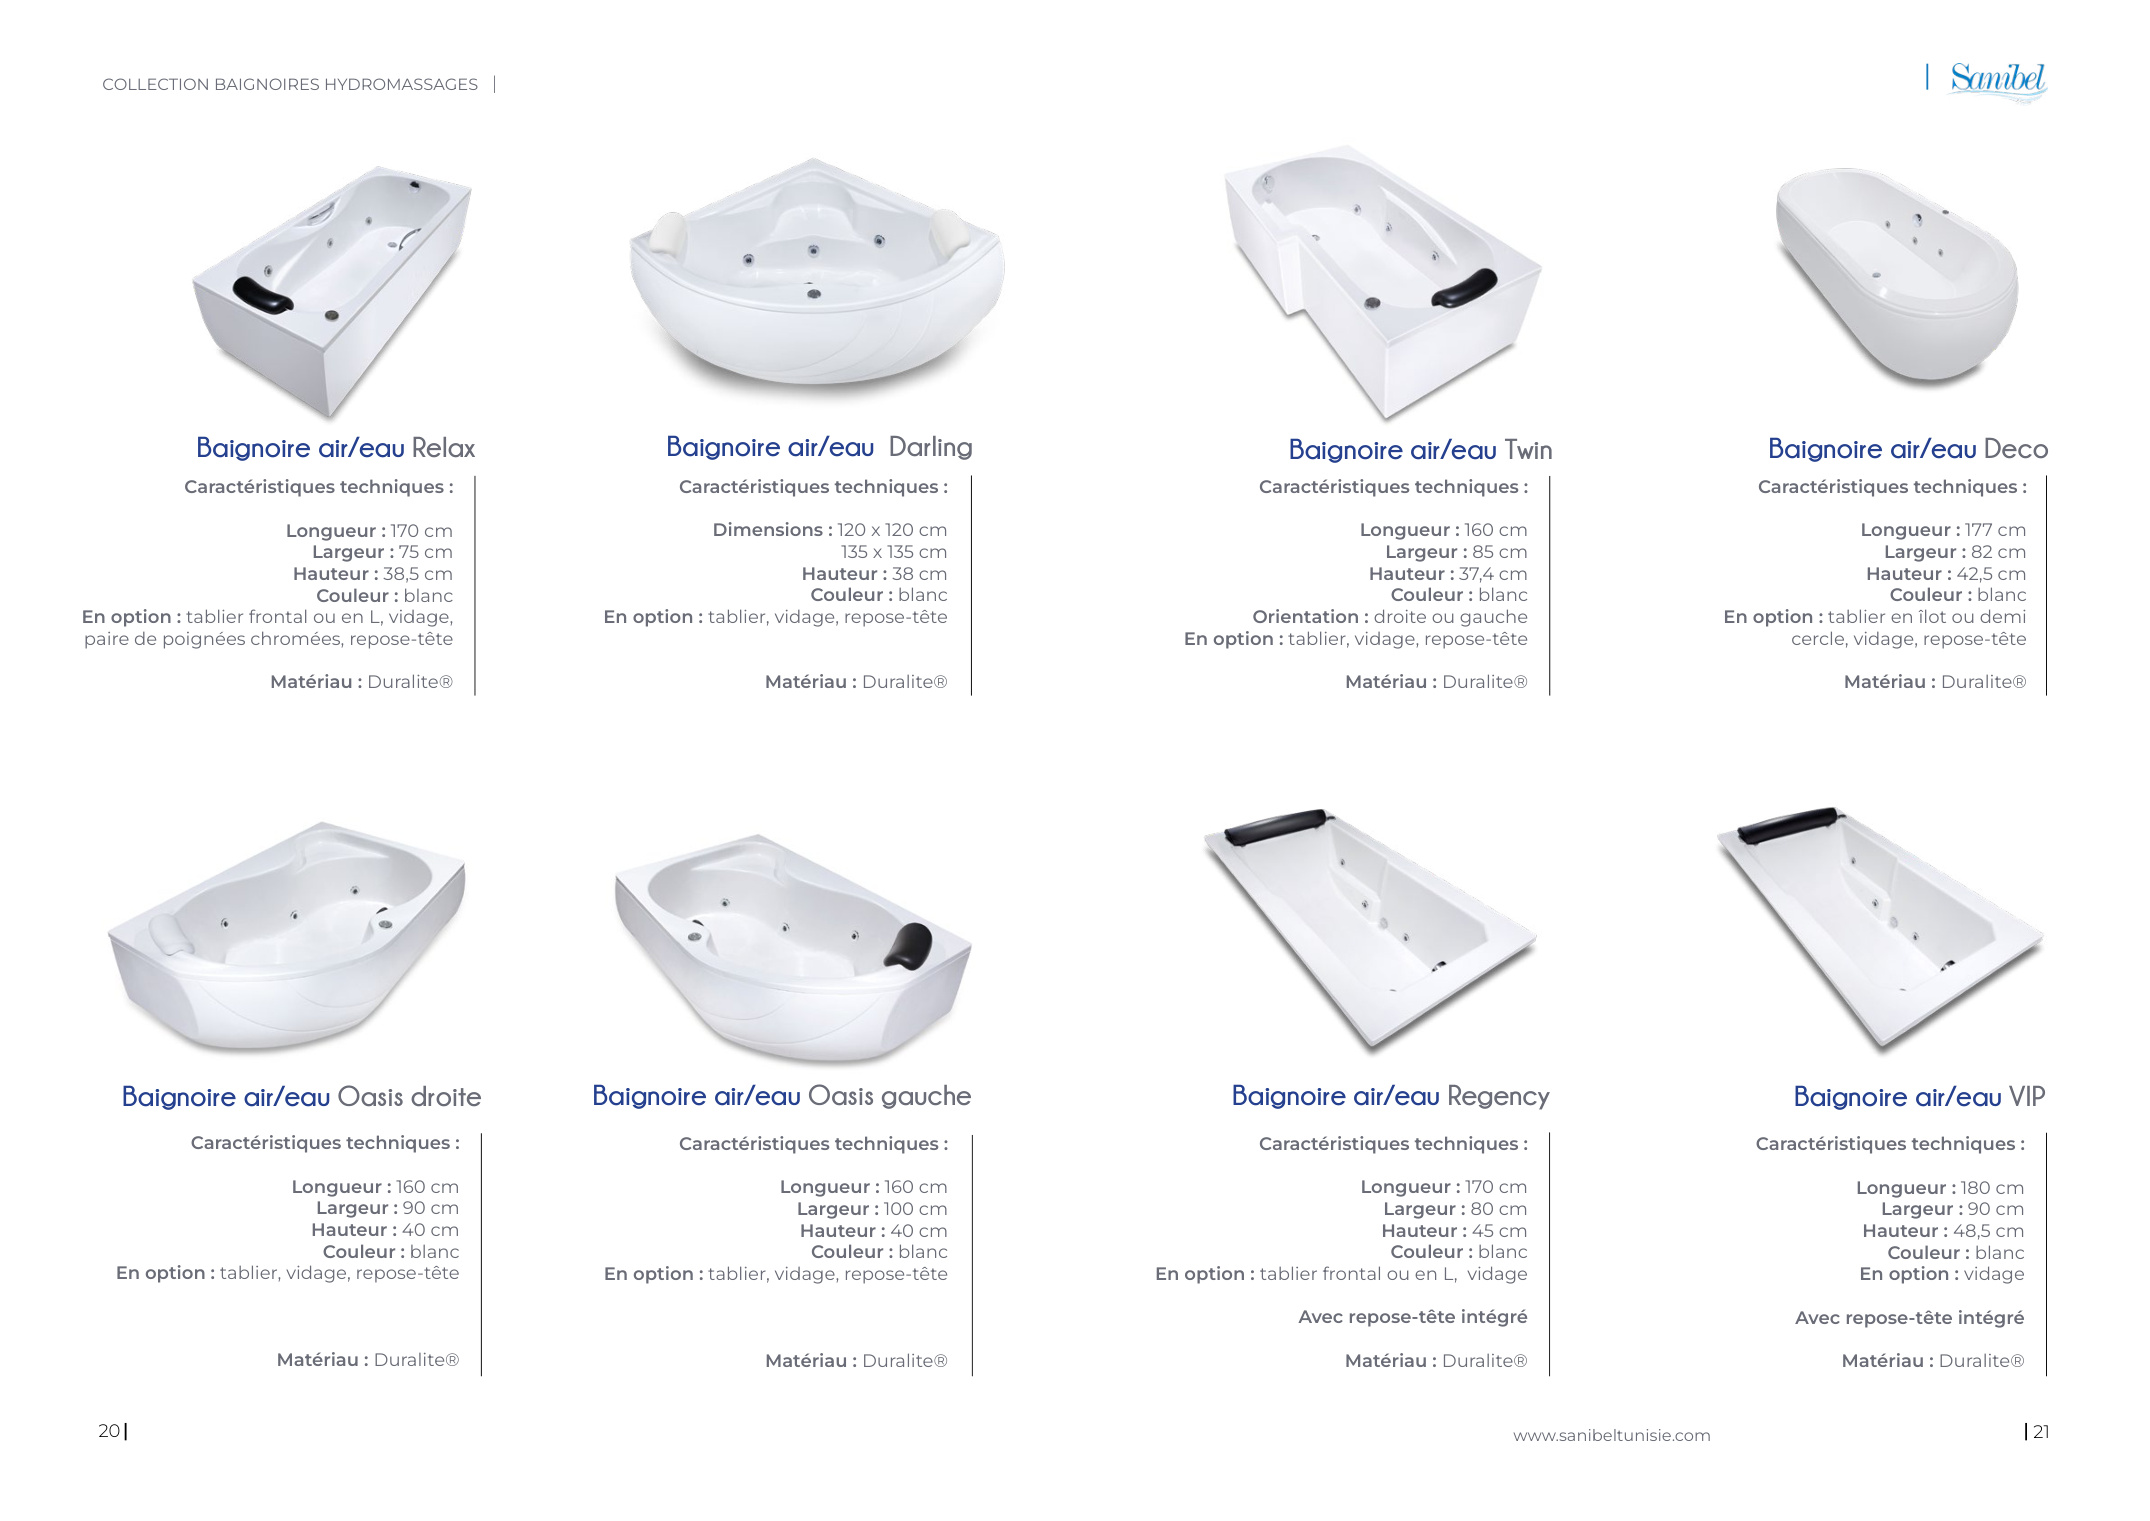 COLLECTION BAIGNOIRES HYDROMASSAGES
Sanibel
Baignoire air/eau Relax
Caractéristiques techniques :
Longueur : 170 cm
Largeur : 75 cm
Hauteur : 38,5 cm
Couleur : blanc
En option : tablier frontal ou en L, vidage,
paire de poignées chromées, repose-tête
Matériau : Duralite®
Baignoire air/eau Darling
Caractéristiques techniques :
Dimensions : 120 x 120 cm
135 x 135 cm
Hauteur : 38 cm
Couleur : blanc
En option : tablier, vidage, repose-tête
Matériau : Duralite®
Baignoire air/eau Twin
Caractéristiques techniques :
Longueur : 160 cm
Largeur : 85 cm
Hauteur : 37,4 cm
Couleur : blanc
Orientation : droite ou gauche
En option : tablier, vidage, repose-tête
Matériau : Duralite®
Baignoire air/eau Deco
Caractéristiques techniques :
Longueur : 177 cm
Largeur : 82 cm
Hauteur : 42,5 cm
Couleur : blanc
En option : tablier en îlot ou demi
cercle, vidage, repose-tête
Matériau : Duralite®
Baignoire air/eau Oasis droite
Caractéristiques techniques :
Longueur : 160 cm
Largeur : 90 cm
Hauteur : 40 cm
Couleur : blanc
En option : tablier, vidage, repose-tête
Matériau : Duralite®
Baignoire air/eau Oasis gauche
Caractéristiques techniques :
Longueur : 160 cm
Largeur : 100 cm
Hauteur : 40 cm
Couleur : blanc
En option : tablier, vidage, repose-tête
Matériau : Duralite®
Baignoire air/eau Regency
Caractéristiques techniques :
Longueur : 170 cm
Largeur : 80 cm
Hauteur : 45 cm
Couleur : blanc
En option : tablier frontal ou en L, vidage
Avec repose-tête intégré
Matériau : Duralite®
Baignoire air/eau VIP
Caractéristiques techniques :
Longueur : 180 cm
Largeur : 90 cm
Hauteur : 48,5 cm
Couleur : blanc
En option : vidage
Avec repose-tête intégré
Matériau : Duralite®
20
www.sanibeltunisie.com
21